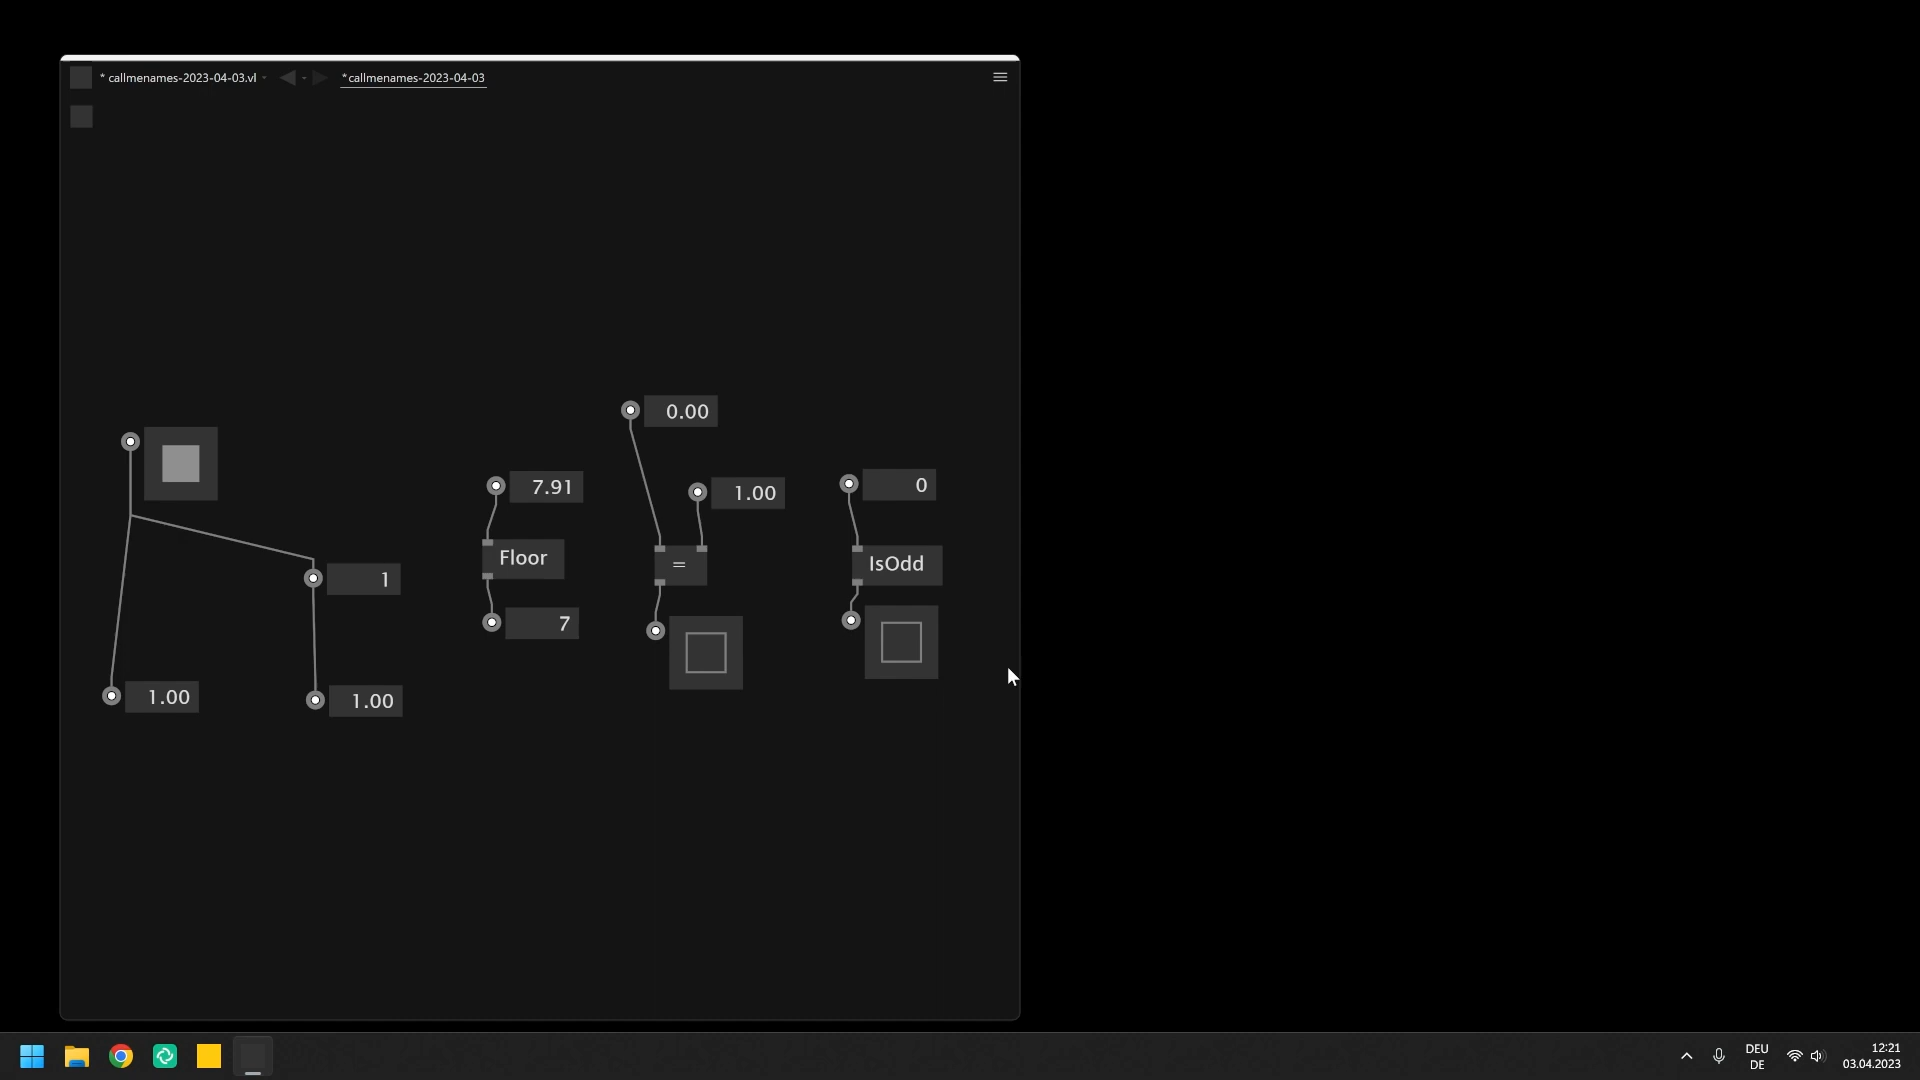 * callmenames-2023-04-03.vl
*callmenames-2023-04-03
0.00
7.91
1.00
0
Floor
=
IsOdd
1
7
1.00
1.00
DEU
DE
12:21
03.04.2023